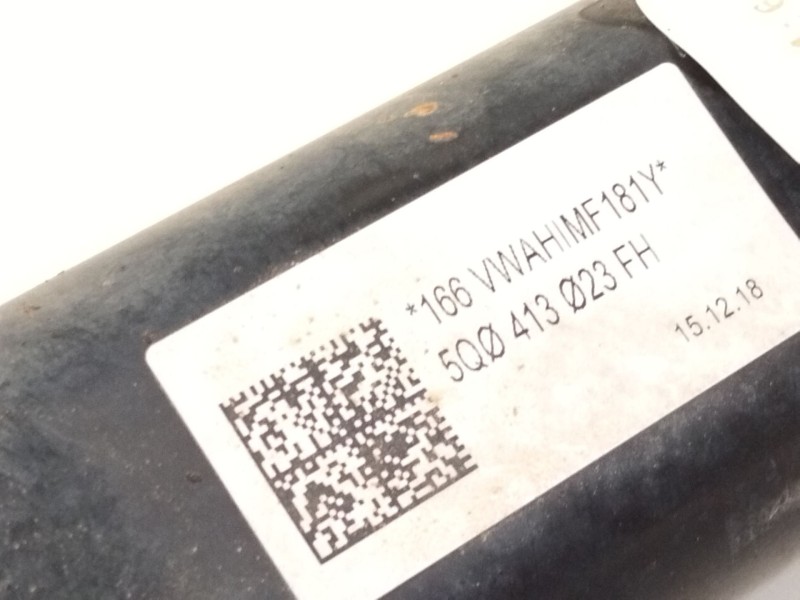 *166 VWAHIMF181Y*
5QØ 413 Ø23 FH
15.12.18